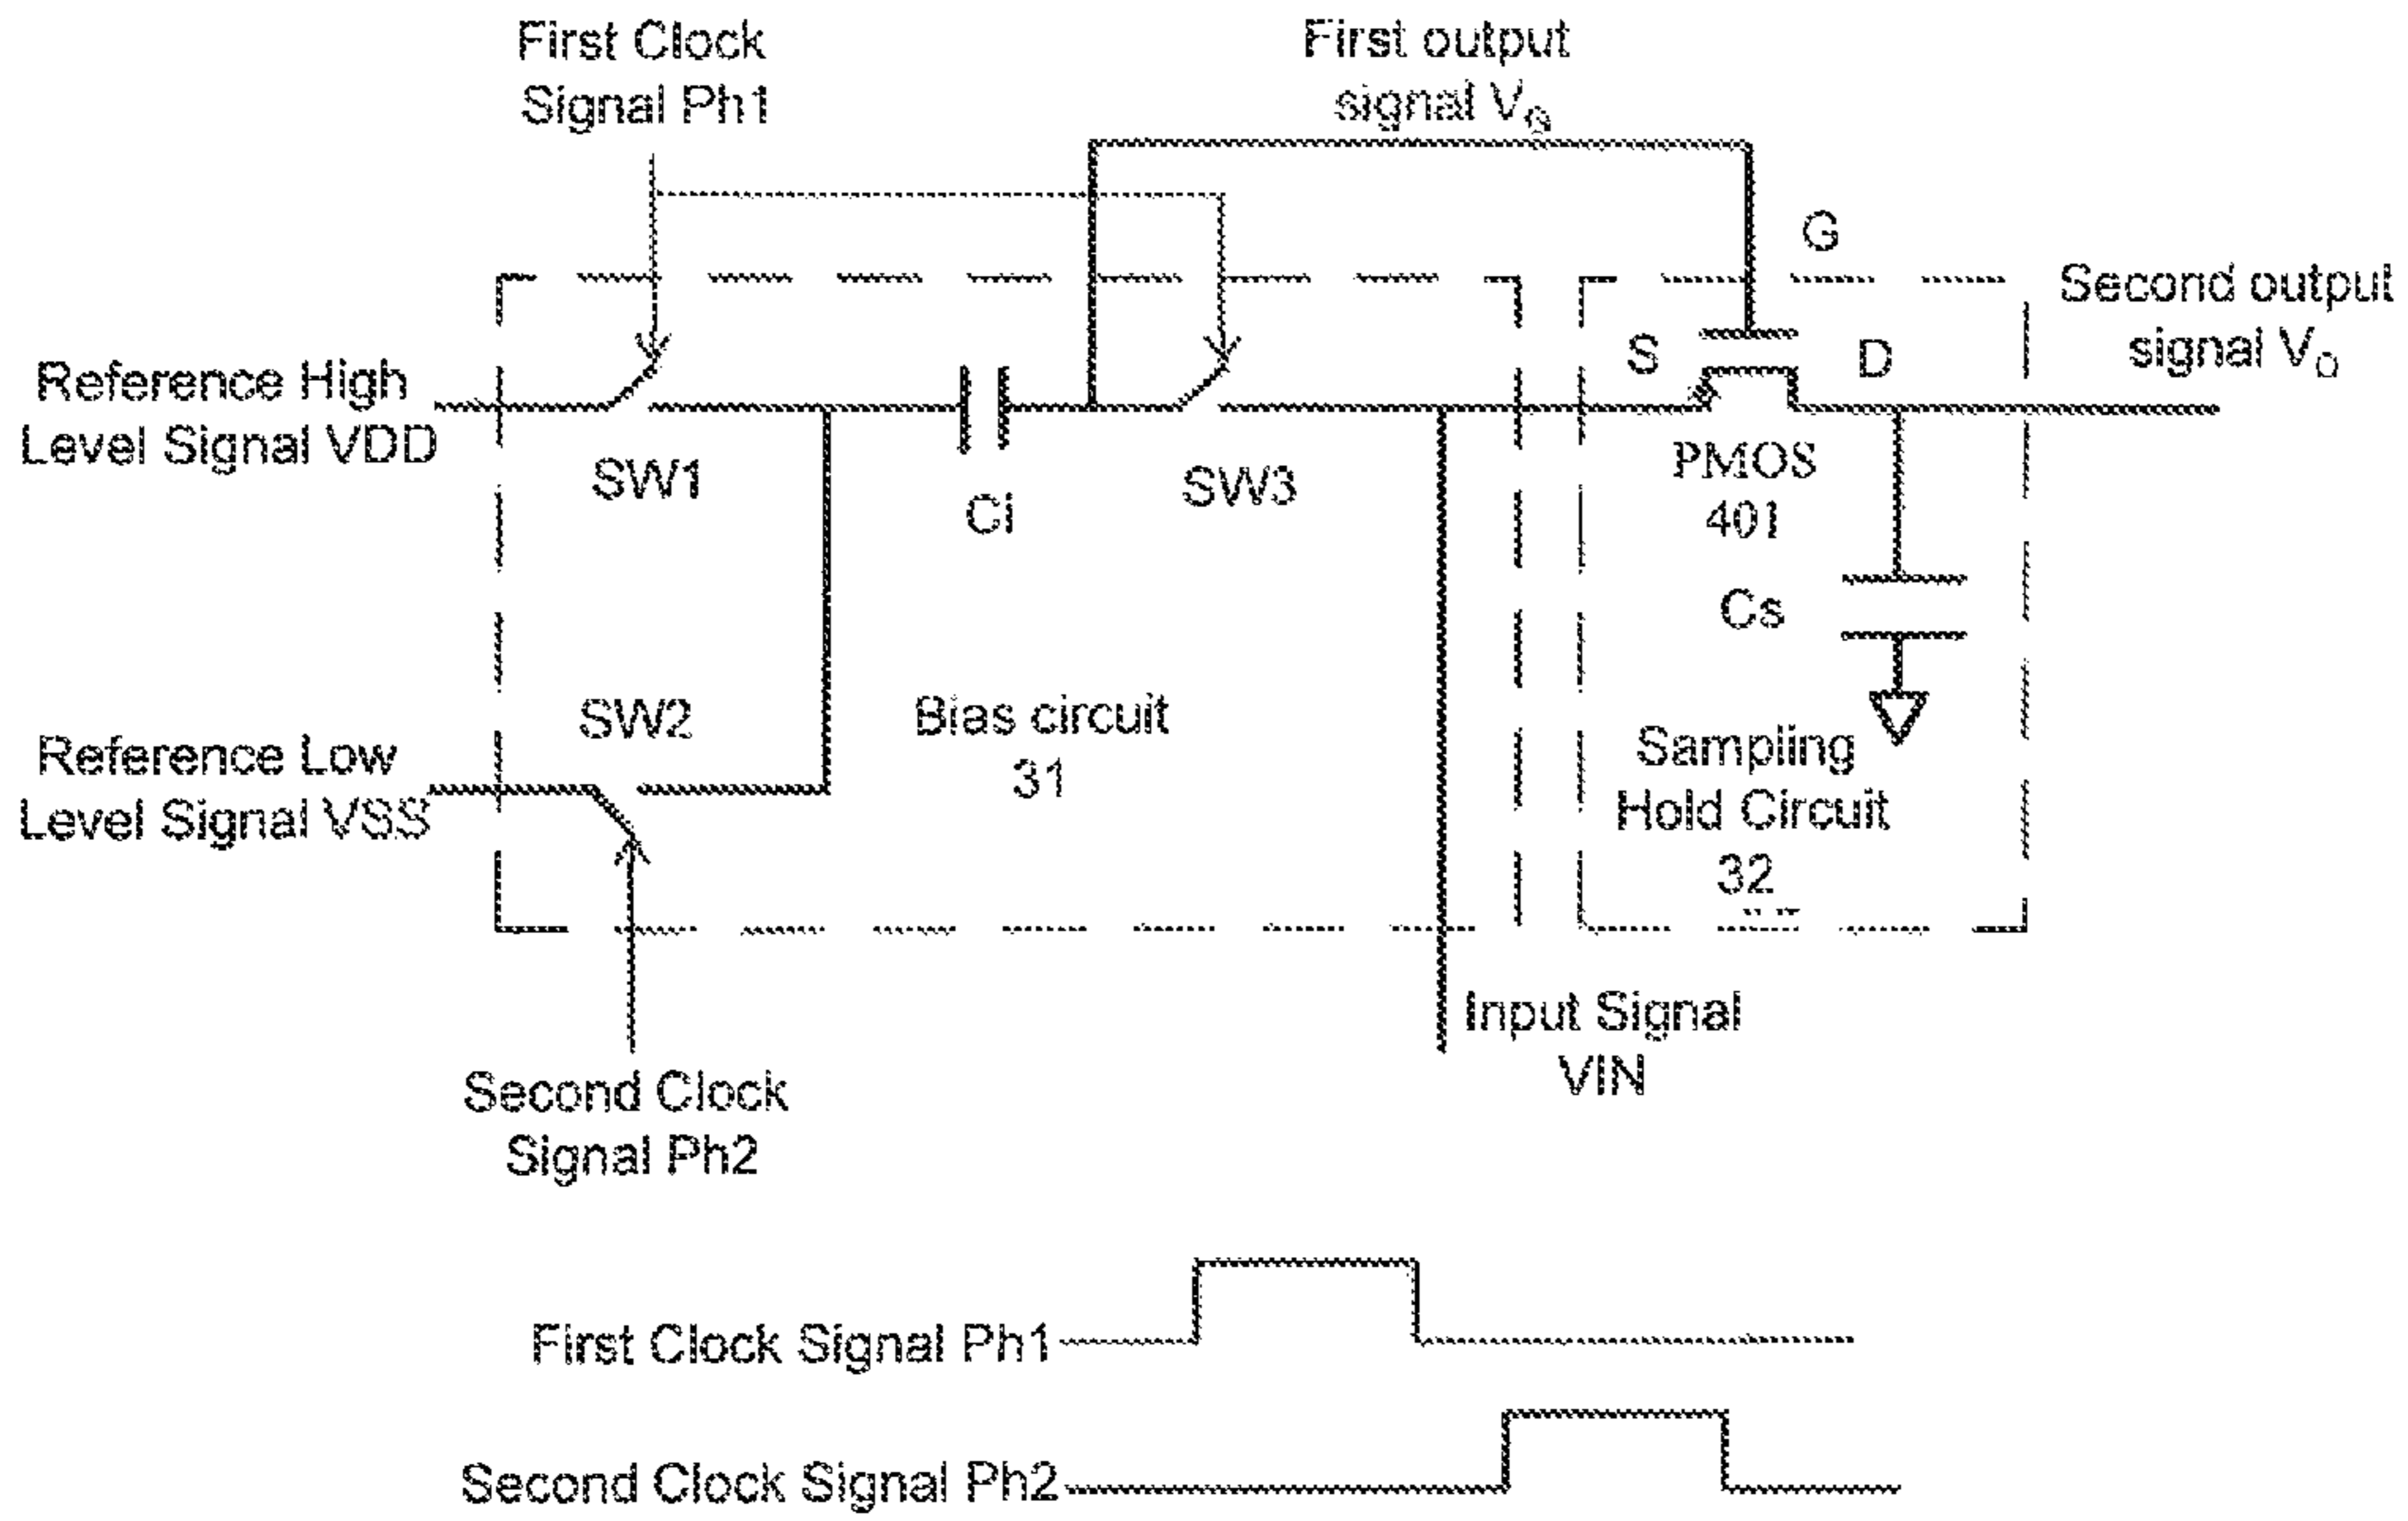 First Clock
Signal Ph1
First output
signal VG
G
Second output
signal VO
S
D
Reference High
Level Signal VDD
SW1
Ci
SW3
PMOS
401
Cs
SW2
Bias circuit
31
Reference Low
Level Signal VSS
Sampling
Hold Circuit
32
Input Signal
VIN
Second Clock
Signal Ph2
First Clock Signal Ph1
Second Clock Signal Ph2